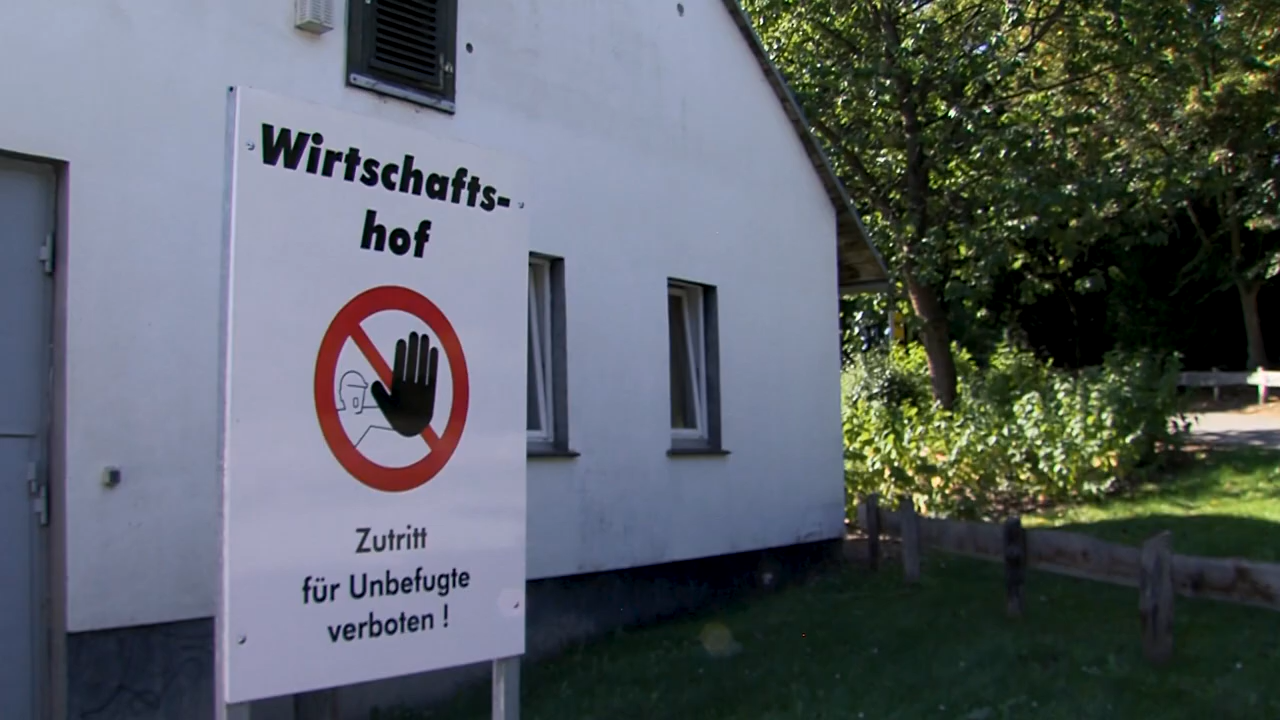 Wirtschafts-
hof
Zutritt
für Unbefugte
verboten !